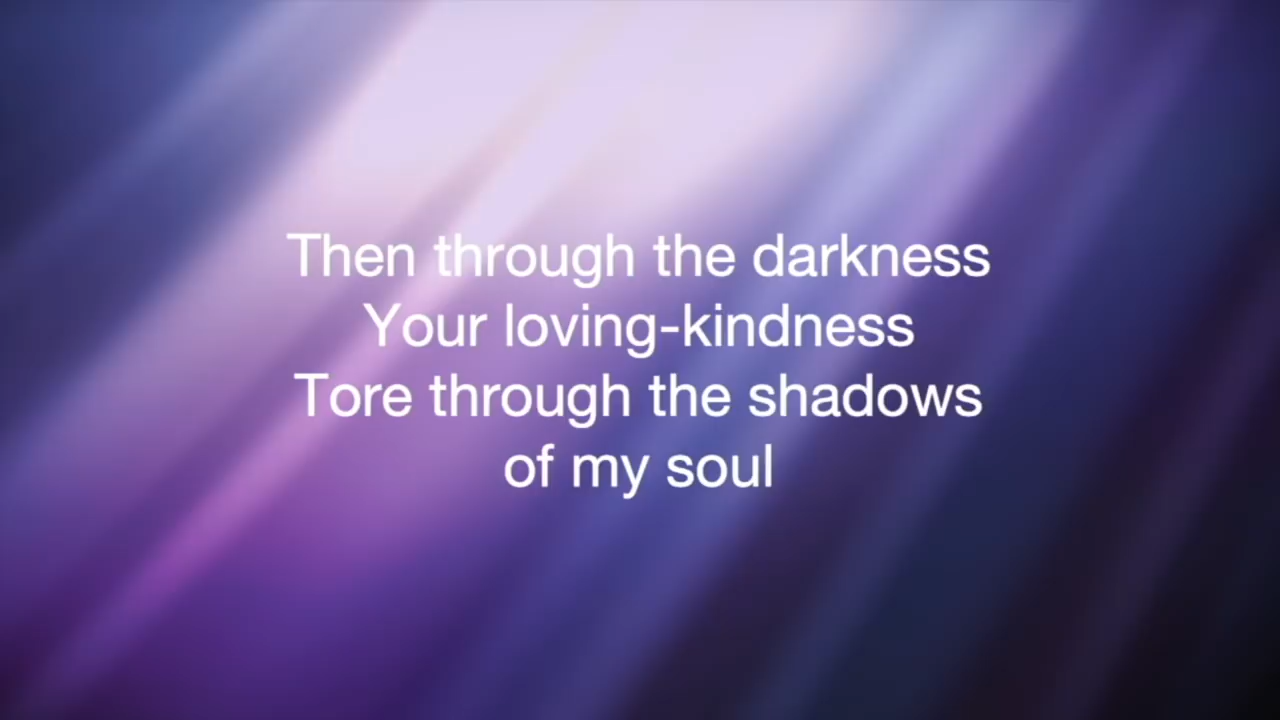 Then through the darkness
Your loving-kindness
Tore through the shadows
of my soul